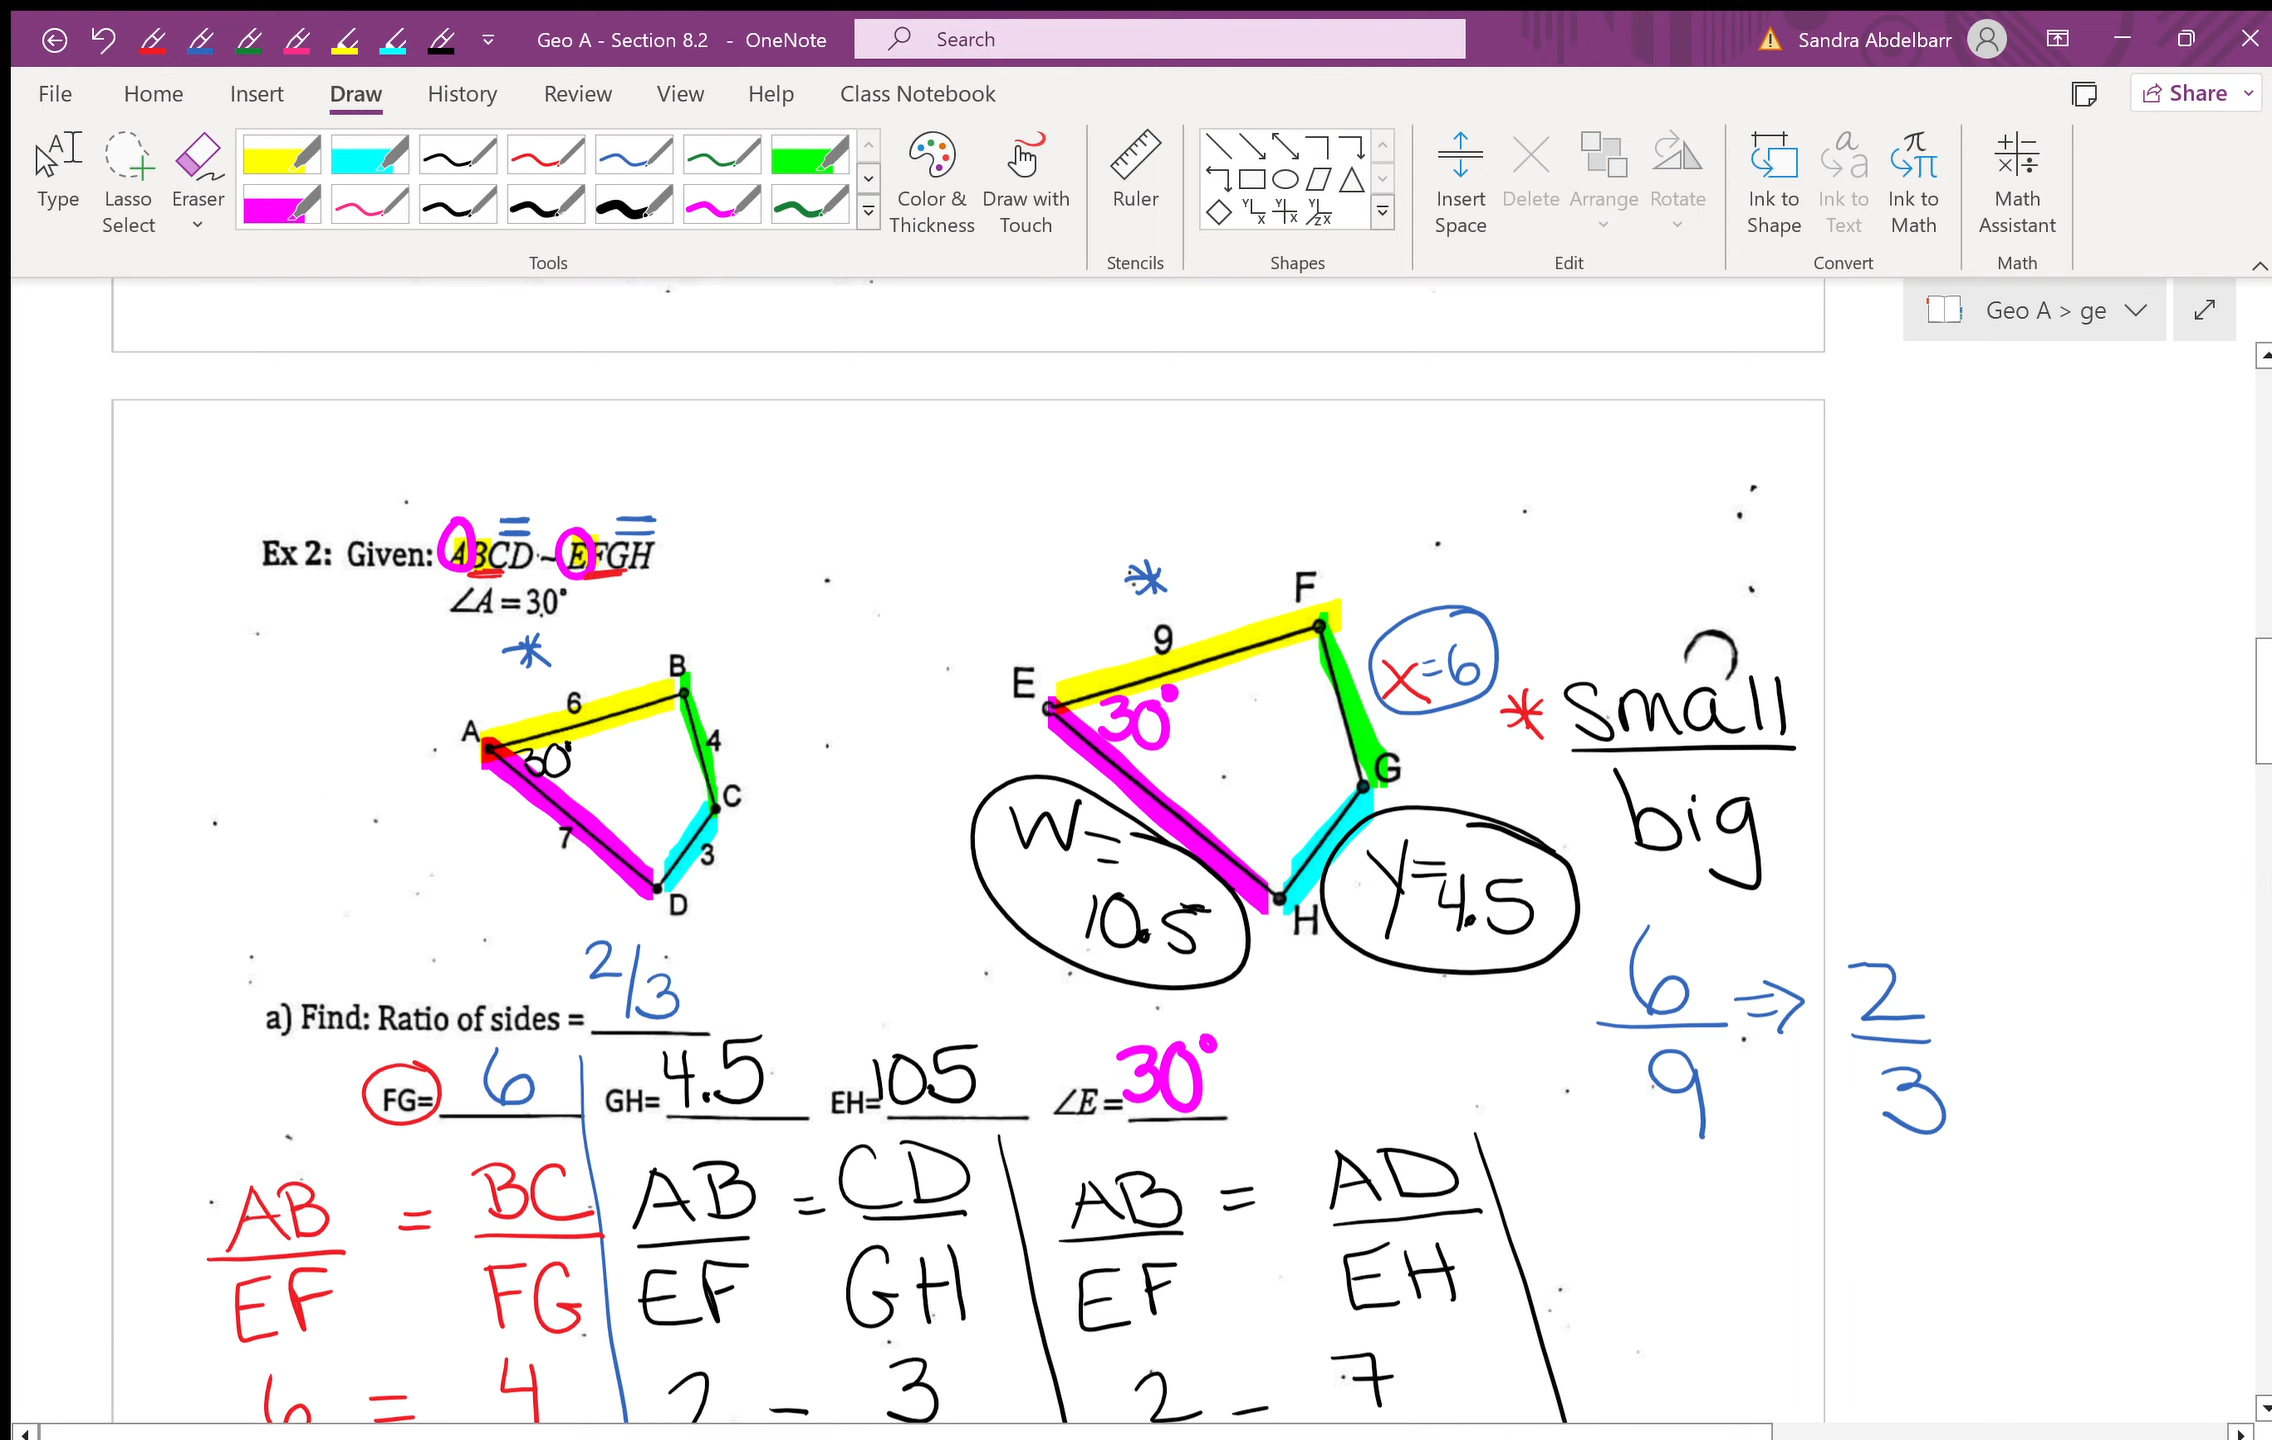 Geo A - Section 8.2 - OneNote
Search
Sandra Abdelbarr
File Home Insert Draw History Review View Help Class Notebook
Share
Type
Lasso Select
Eraser
Color & Thickness
Draw with Touch
Ruler
Insert Space
Delete
Arrange
Rotate
Ink to Shape
Ink to Text
Ink to Math
Math Assistant
Tools
Stencils
Shapes
Edit
Convert
Math
Geo A > ge
Ex 2: Given: ABCD ~ EFGH
∠A = 30°
*
*
A
6
B
30°
4
C
7
3
D
E
9
F
30°
x=6
G
W=
10.5
H
Y=
4.5
* small
big
6
9
⇒
2
3
a) Find: Ratio of sides = 2/3
FG= 6 GH= 4.5 EH= 10.5 ∠E = 30°
AB = BC
EF FG
6 = 4
AB = CD
EF GH
2 = 3
AB = AD
EF EH
2 = 7